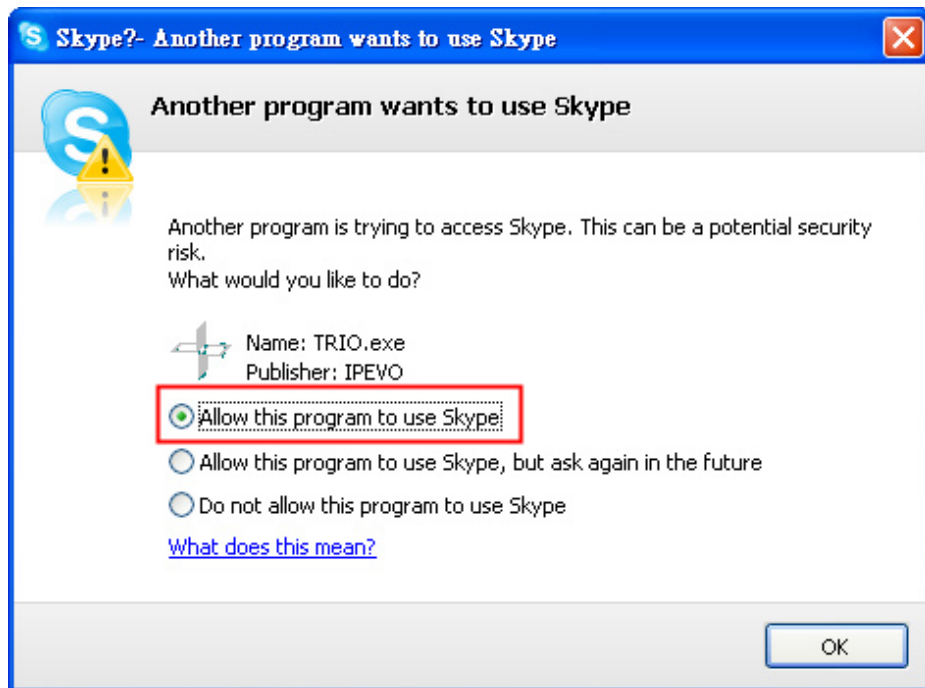 Skype?- Another program wants to use Skype
Another program wants to use Skype
Another program is trying to access Skype. This can be a potential security
risk.
What would you like to do?
Name: TRIO.exe
Publisher: IPEVO
Allow this program to use Skype
Allow this program to use Skype, but ask again in the future
Do not allow this program to use Skype
What does this mean?
OK